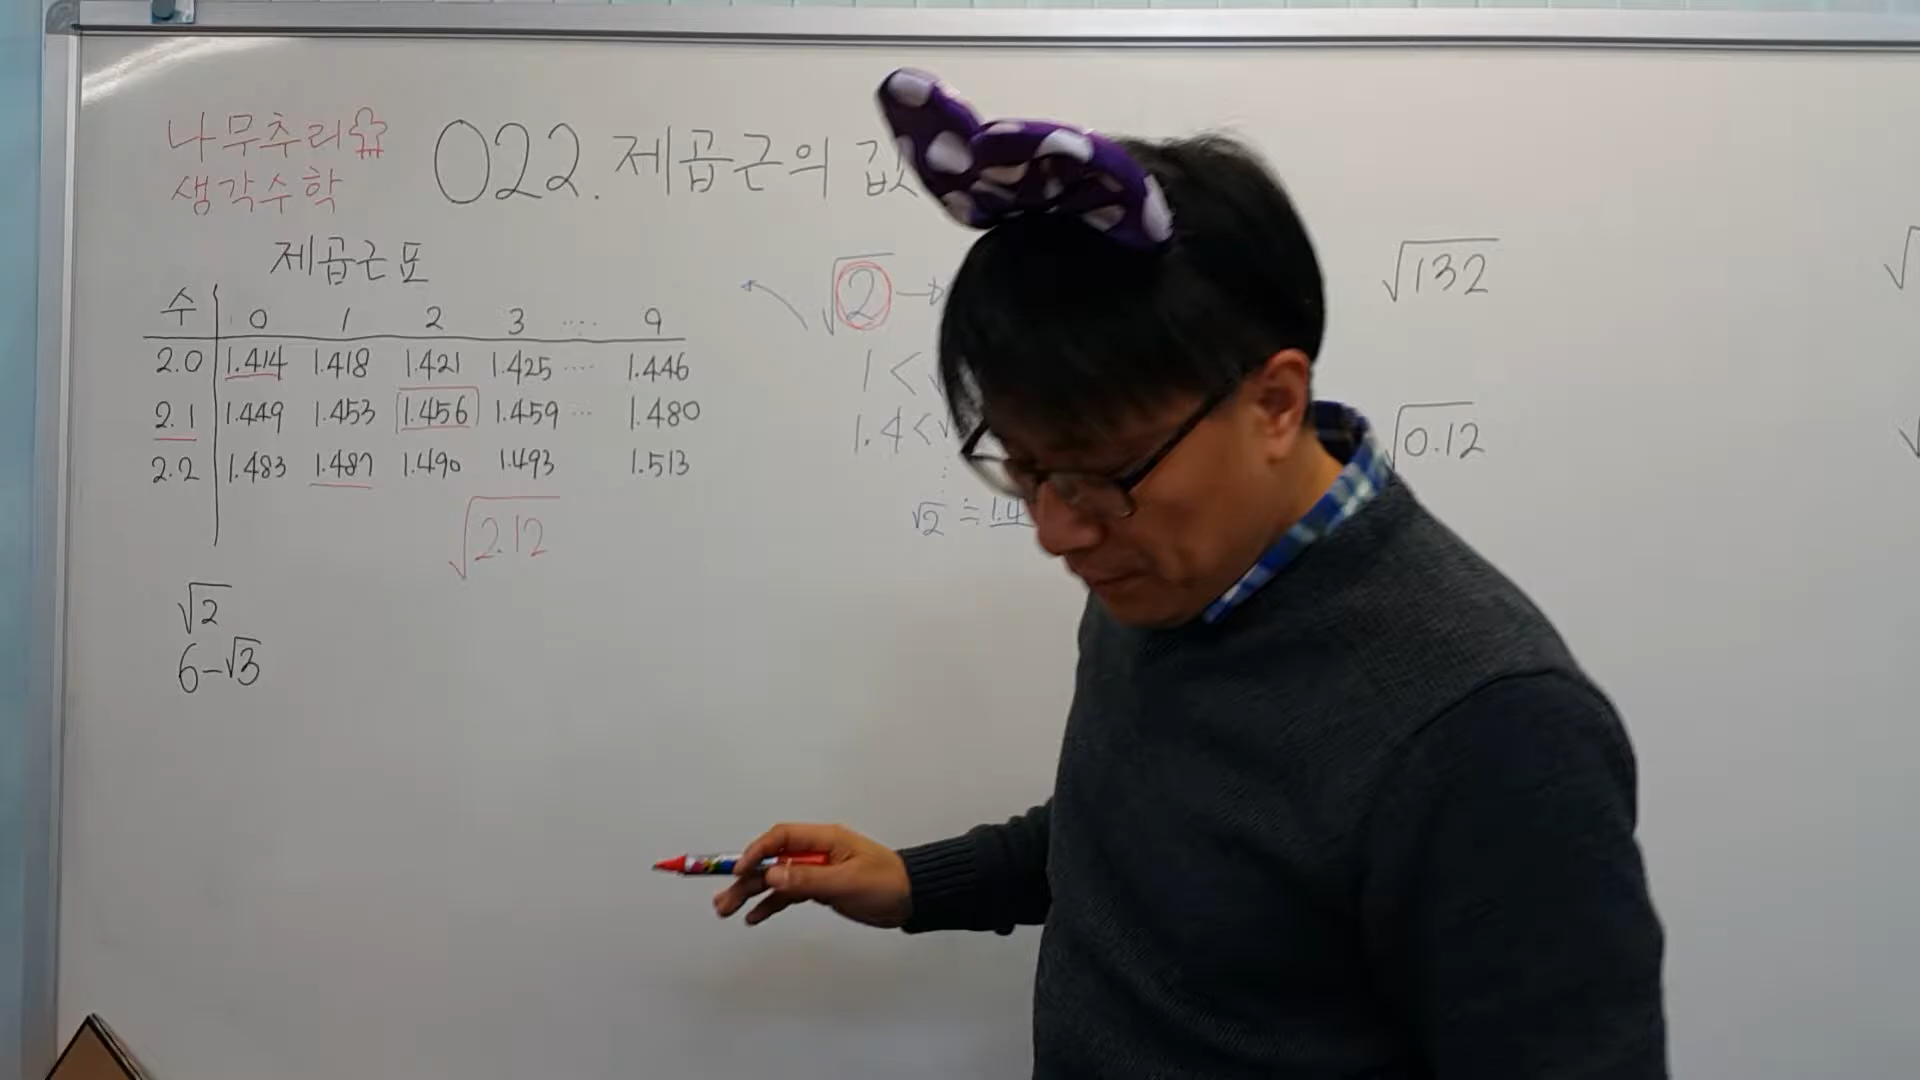 나무추리
생각수학
022. 제곱근의 값
제곱근표
수 0 1 2 3 .... 9
2.0 1.414 1.418 1.421 1.425 .... 1.446
2.1 1.449 1.453 1.456 1.459 ... 1.480
2.2 1.483 1.487 1.490 1.493 1.513
√2.12
√2
6-√3
√2 →
1 <
1.4 < √
√2 ≒ 1.4
√132
√0.12